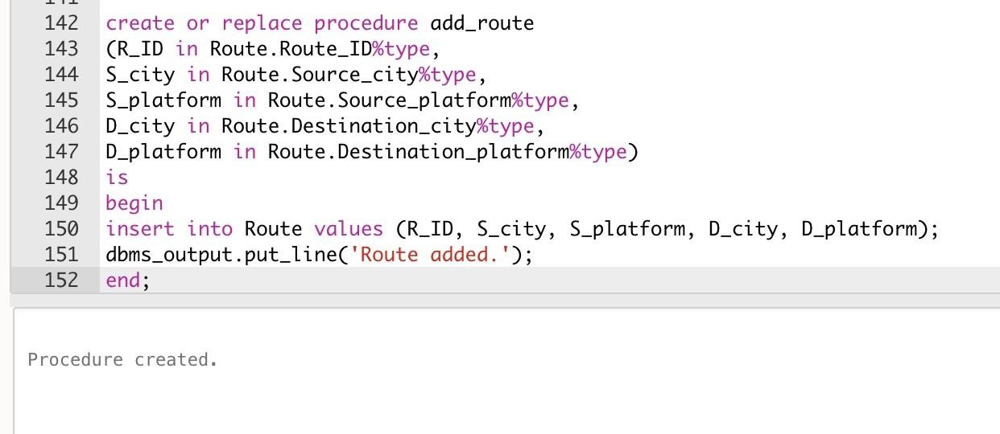 142 create or replace procedure add_route
143 (R_ID in Route.Route_ID%type,
144 S_city in Route.Source_city%type,
145 S_platform in Route.Source_platform%type,
146 D_city in Route.Destination_city%type,
147 D_platform in Route.Destination_platform%type)
148 is
149 begin
150 insert into Route values (R_ID, S_city, S_platform, D_city, D_platform);
151 dbms_output.put_line('Route added.');
152 end;
Procedure created.